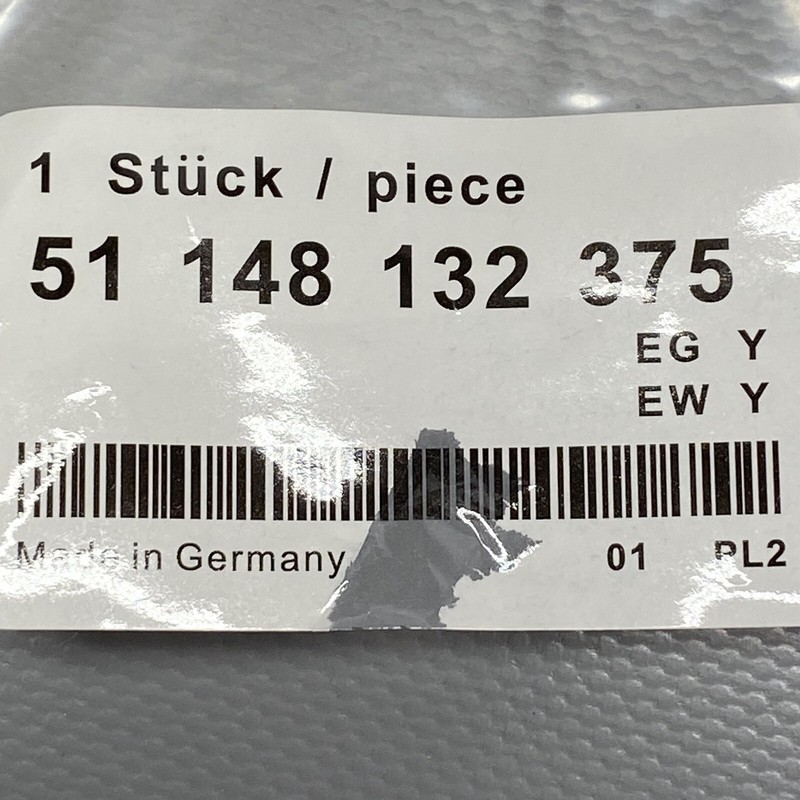 1 Stück / piece
51 148 132 375
EG Y
EW Y
Made in Germany
01 PL2